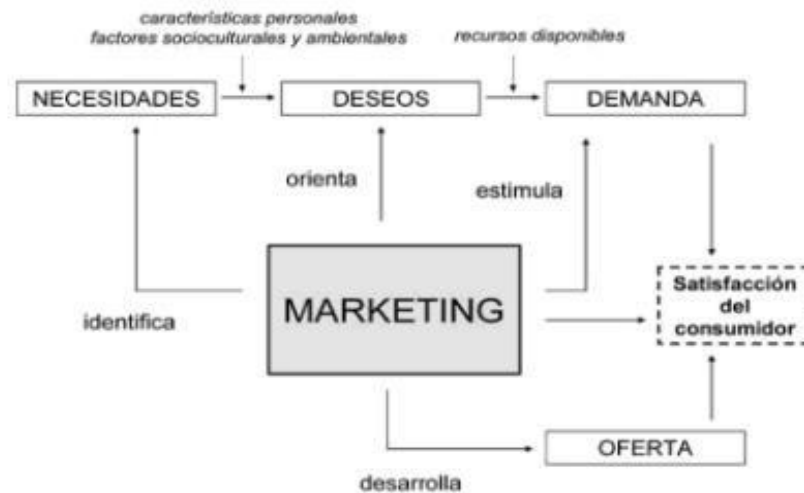 características personales
factores socioculturales y ambientales
recursos disponibles
NECESIDADES
DESEOS
DEMANDA
orienta
estimula
identifica
MARKETING
Satisfacción
del
consumidor
OFERTA
desarrolla